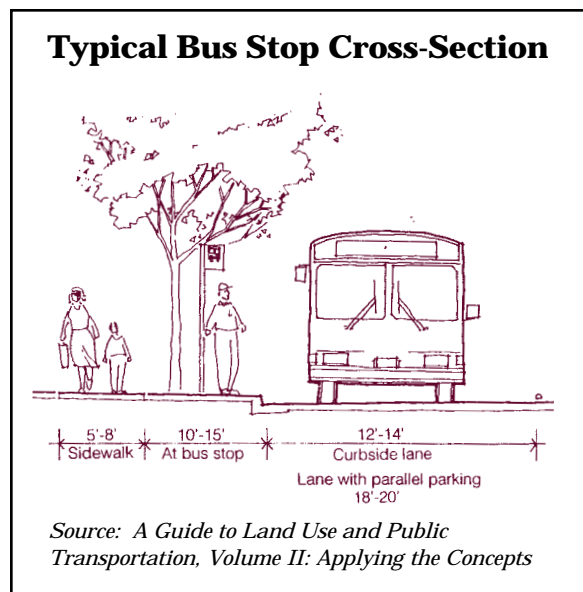 Typical Bus Stop Cross-Section
5'-8' 10'-15' 12'-14'
Sidewalk At bus stop Curbside lane
Lane with parallel parking
18'-20'
Source: A Guide to Land Use and Public
Transportation, Volume II: Applying the Concepts